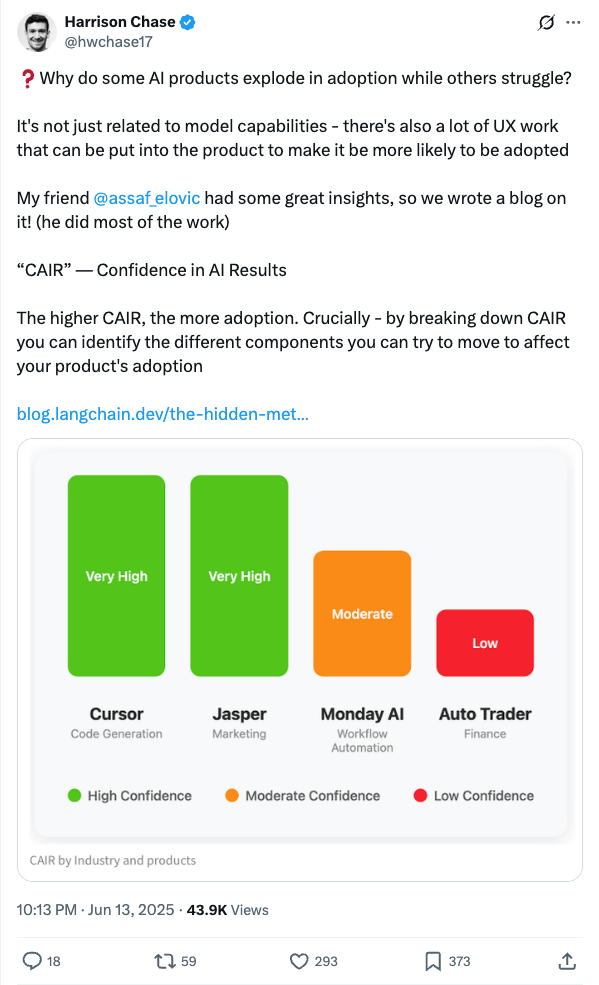 Harrison Chase
@hwchase17
❓Why do some AI products explode in adoption while others struggle?
It's not just related to model capabilities - there's also a lot of UX work
that can be put into the product to make it be more likely to be adopted
My friend @assaf_elovic had some great insights, so we wrote a blog on
it! (he did most of the work)
“CAIR” — Confidence in AI Results
The higher CAIR, the more adoption. Crucially - by breaking down CAIR
you can identify the different components you can try to move to affect
your product's adoption
blog.langchain.dev/the-hidden-met…
Very High
Very High
Moderate
Low
Cursor
Code Generation
Jasper
Marketing
Monday AI
Workflow
Automation
Auto Trader
Finance
High Confidence
Moderate Confidence
Low Confidence
CAIR by Industry and products
10:13 PM · Jun 13, 2025 · 43.9K Views
18
59
293
373